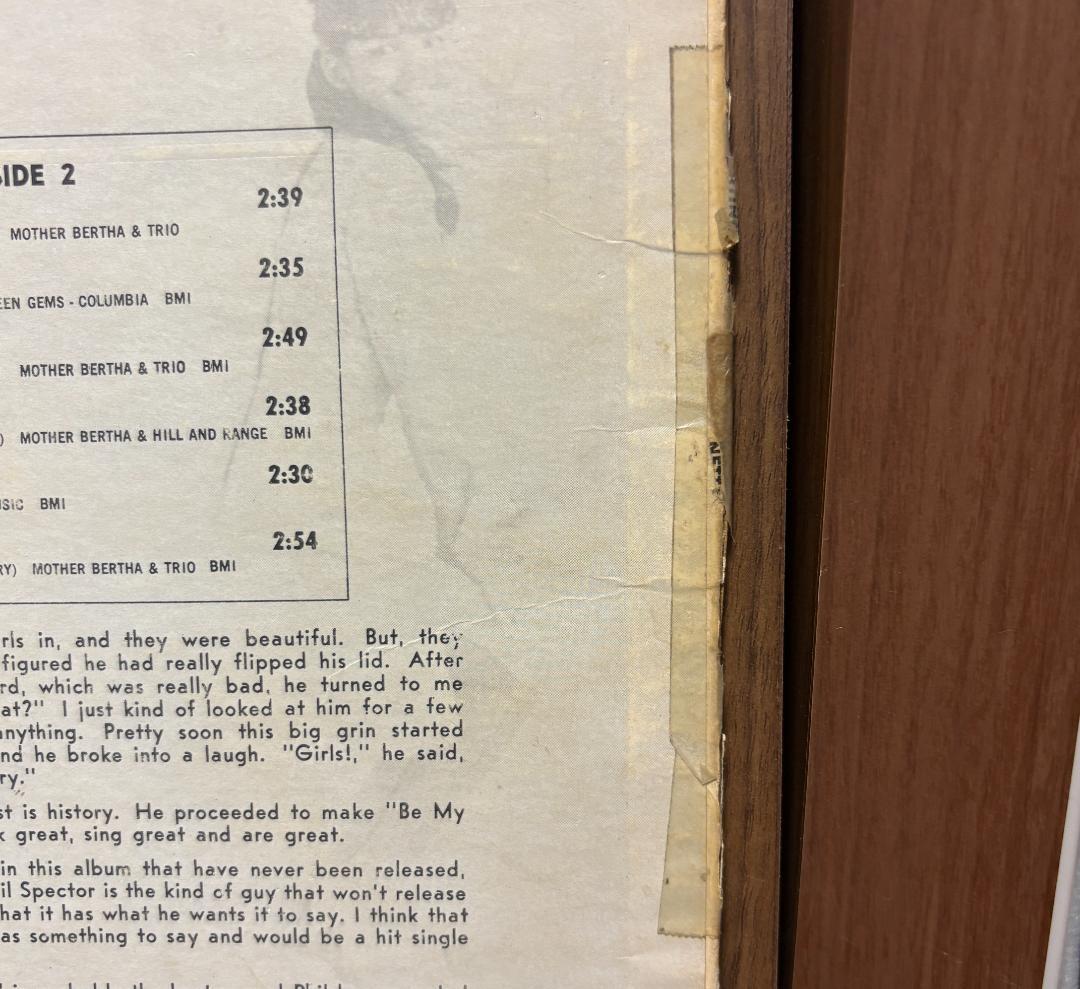 SIDE 2
2:39
MOTHER BERTHA & TRIO
2:35
EEN GEMS - COLUMBIA BMI
2:49
MOTHER BERTHA & TRIO BMI
2:38
) MOTHER BERTHA & HILL AND RANGE BMI
2:30
USIC BMI
2:54
RY) MOTHER BERTHA & TRIO BMI
rls in, and they were beautiful. But, they
figured he had really flipped his lid. After
rd, which was really bad, he turned to me
at?" I just kind of looked at him for a few
anything. Pretty soon this big grin started
nd he broke into a laugh. "Girls!," he said,
ry."
st is history. He proceeded to make "Be My
k great, sing great and are great.
in this album that have never been released,
il Spector is the kind of guy that won't release
hat it has what he wants it to say. I think that
as something to say and would be a hit single